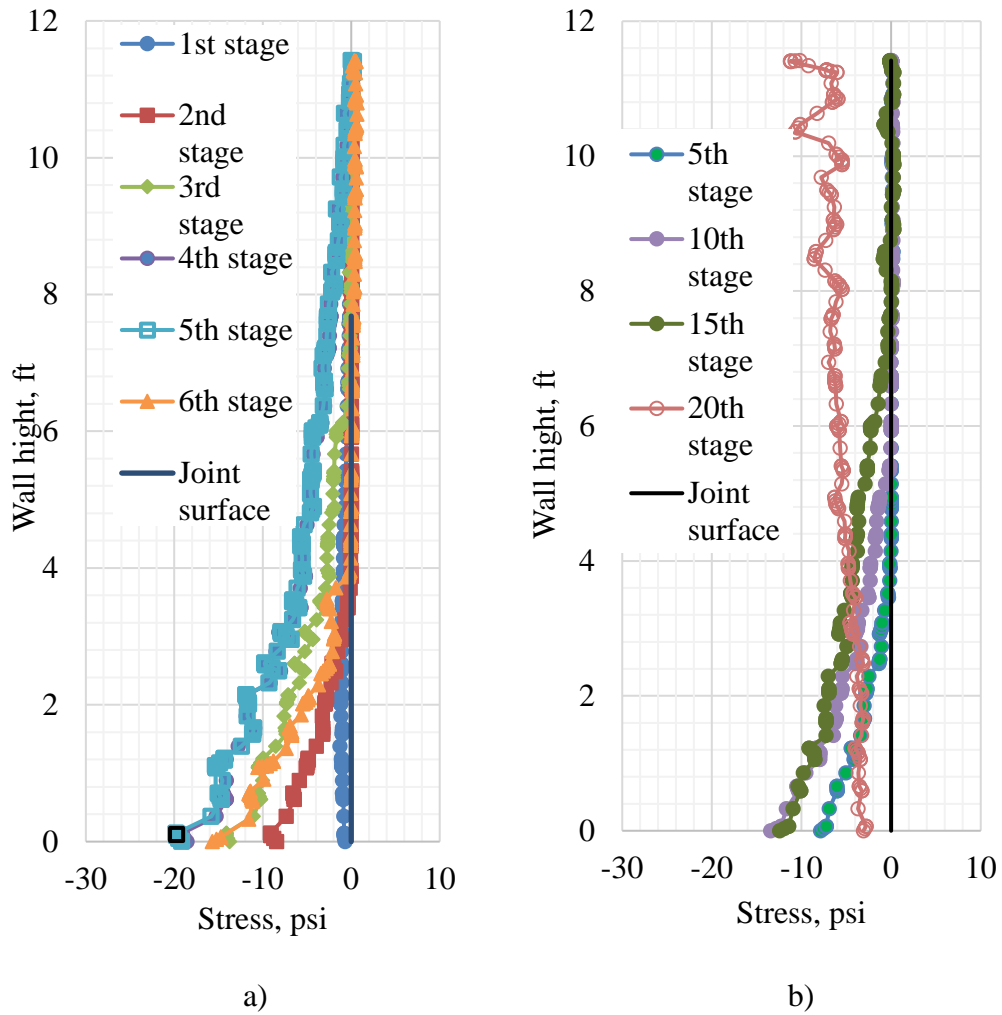 12
10
8
6
4
2
0
Wall hight, ft
1st stage
2nd
stage
3rd
stage
4th stage
5th stage
6th stage
Joint
surface
-30
-20
-10
0
10
Stress, psi
a)
12
10
8
6
4
2
0
Wall hight, ft
5th
stage
10th
stage
15th
stage
20th
stage
Joint
surface
-30
-20
-10
0
10
Stress, psi
b)